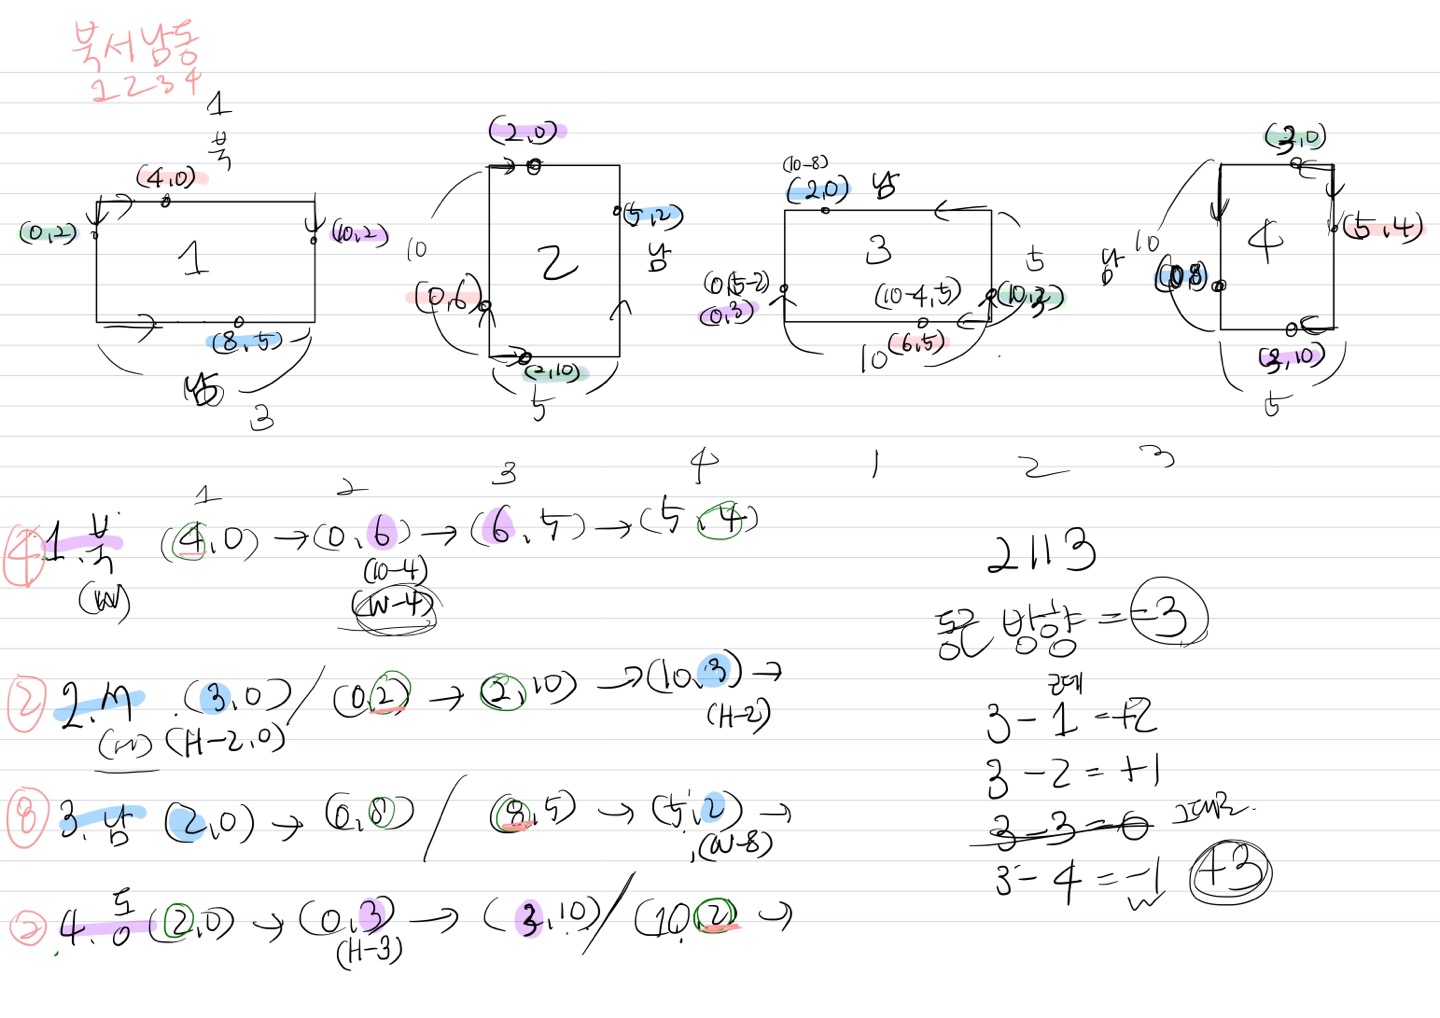 북서남동
1 2 3 4
1
북
(4,0)
(0,2)
1
(10,2)
(8,5)
남
3
(2,0)
10
2
(5,2)
남
(0,6)
(2,10)
5
(10-8)
(2,0) 남
3
5
(0,5-2)
(0,3)
(10-4,5)
(10,3)
(6,5)
10
(3,0)
10
4
(5,4)
남
(0,8)
(3,10)
5
1 2 3 4 1 2 3
④ 1. 북 (4,0) → (0,6) → (6,5) → (5,4)
(W) (10-4)
(W-4)
② 2. 서 (3,0) / (0,2) → (2,10) → (10,3) →
(H-2,0) (H-2)
⑧ 3. 남 (2,0) → (0,8) / (8,5) → (5,2) →
(W-8)
② 4. 동 (2,0) → (0,3) → (3,10) / (10,2) →
(H-3)
2113
방향 = -3
3 - 1 = +2
3 - 2 = +1
3 - 3 = 0 그대로
3 - 4 = -1 +3